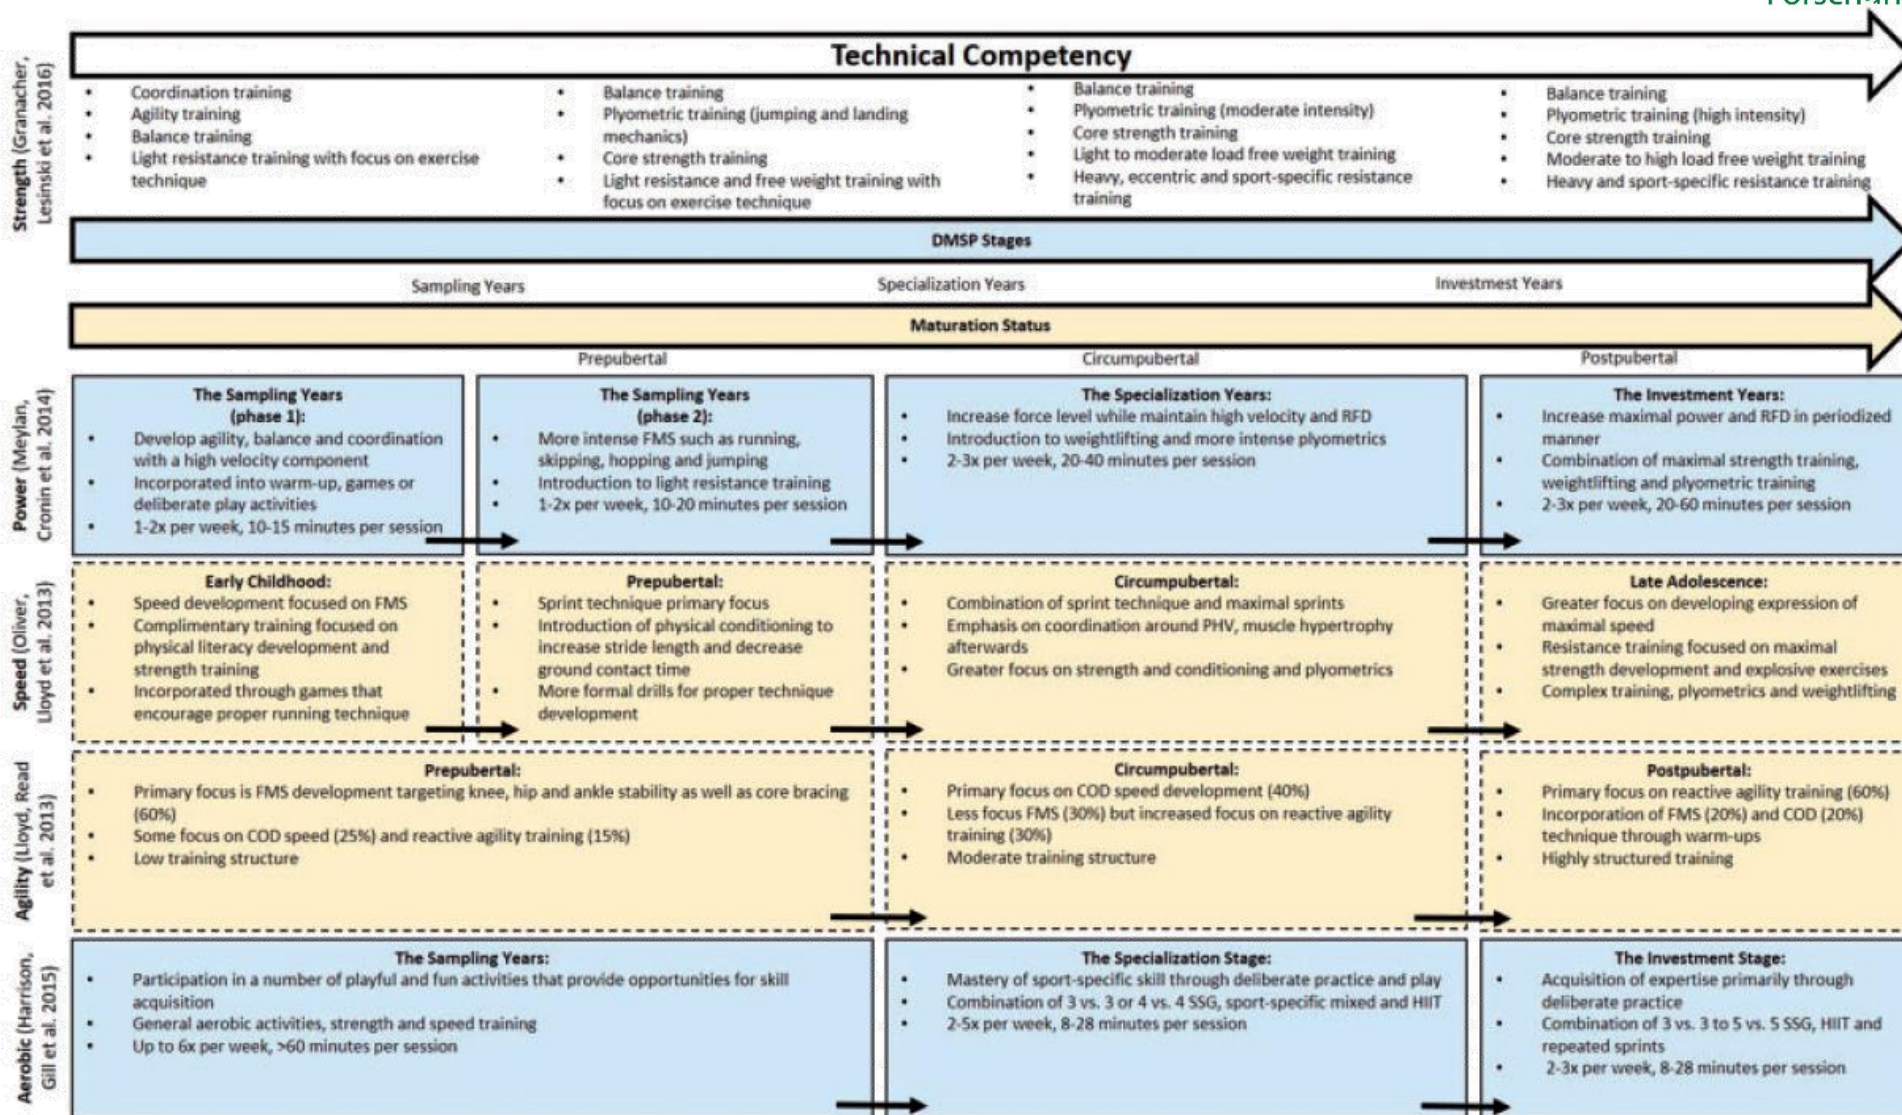 Technical Competency
Strength (Granacher,
Lesinski et al. 2016)
• Coordination training
• Agility training
• Balance training
• Light resistance training with focus on exercise
technique
• Balance training
• Plyometric training (jumping and landing
mechanics)
• Core strength training
• Light resistance and free weight training with
focus on exercise technique
• Balance training
• Plyometric training (moderate intensity)
• Core strength training
• Light to moderate load free weight training
• Heavy, eccentric and sport-specific resistance
training
• Balance training
• Plyometric training (high intensity)
• Core strength training
• Moderate to high load free weight training
• Heavy and sport-specific resistance training
DMSP Stages
Sampling Years
Specialization Years
Investment Years
Maturation Status
Prepubertal
Circumpubertal
Postpubertal
Power (Meylan,
Cronin et al. 2014)
The Sampling Years
(phase 1):
• Develop agility, balance and coordination
with a high velocity component
• Incorporated into warm-up, games or
deliberate play activities
• 1-2x per week, 10-15 minutes per session
The Sampling Years
(phase 2):
• More intense FMS such as running,
skipping, hopping and jumping
• Introduction to light resistance training
• 1-2x per week, 10-20 minutes per session
The Specialization Years:
• Increase force level while maintain high velocity and RFD
• Introduction to weightlifting and more intense plyometrics
• 2-3x per week, 20-40 minutes per session
The Investment Years:
• Increase maximal power and RFD in periodized
manner
• Combination of maximal strength training,
weightlifting and plyometric training
• 2-3x per week, 20-60 minutes per session
Speed (Oliver,
Lloyd et al. 2013)
Early Childhood:
• Speed development focused on FMS
• Complimentary training focused on
physical literacy development and
strength training
• Incorporated through games that
encourage proper running technique
Prepubertal:
• Sprint technique primary focus
• Introduction of physical conditioning to
increase stride length and decrease
ground contact time
• More formal drills for proper technique
development
Circumpubertal:
• Combination of sprint technique and maximal sprints
• Emphasis on coordination around PHV, muscle hypertrophy
afterwards
• Greater focus on strength and conditioning and plyometrics
Late Adolescence:
• Greater focus on developing expression of
maximal speed
• Resistance training focused on maximal
strength development and explosive exercises
• Complex training, plyometrics and weightlifting
Agility (Lloyd, Read
et al. 2013)
Prepubertal:
• Primary focus is FMS development targeting knee, hip and ankle stability as well as core bracing
(60%)
• Some focus on COD speed (25%) and reactive agility training (15%)
• Low training structure
Circumpubertal:
• Primary focus on COD speed development (40%)
• Less focus FMS (30%) but increased focus on reactive agility
training (30%)
• Moderate training structure
Postpubertal:
• Primary focus on reactive agility training (60%)
• Incorporation of FMS (20%) and COD (20%)
technique through warm-ups
• Highly structured training
Aerobic (Harrison,
Gill et al. 2015)
The Sampling Years:
• Participation in a number of playful and fun activities that provide opportunities for skill
acquisition
• General aerobic activities, strength and speed training
• Up to 6x per week, >60 minutes per session
The Specialization Stage:
• Mastery of sport-specific skill through deliberate practice and play
• Combination of 3 vs. 3 or 4 vs. 4 SSG, sport-specific mixed and HIIT
• 2-5x per week, 8-28 minutes per session
The Investment Stage:
• Acquisition of expertise primarily through
deliberate practice
• Combination of 3 vs. 3 to 5 vs. 5 SSG, HIIT and
repeated sprints
• 2-3x per week, 8-28 minutes per session